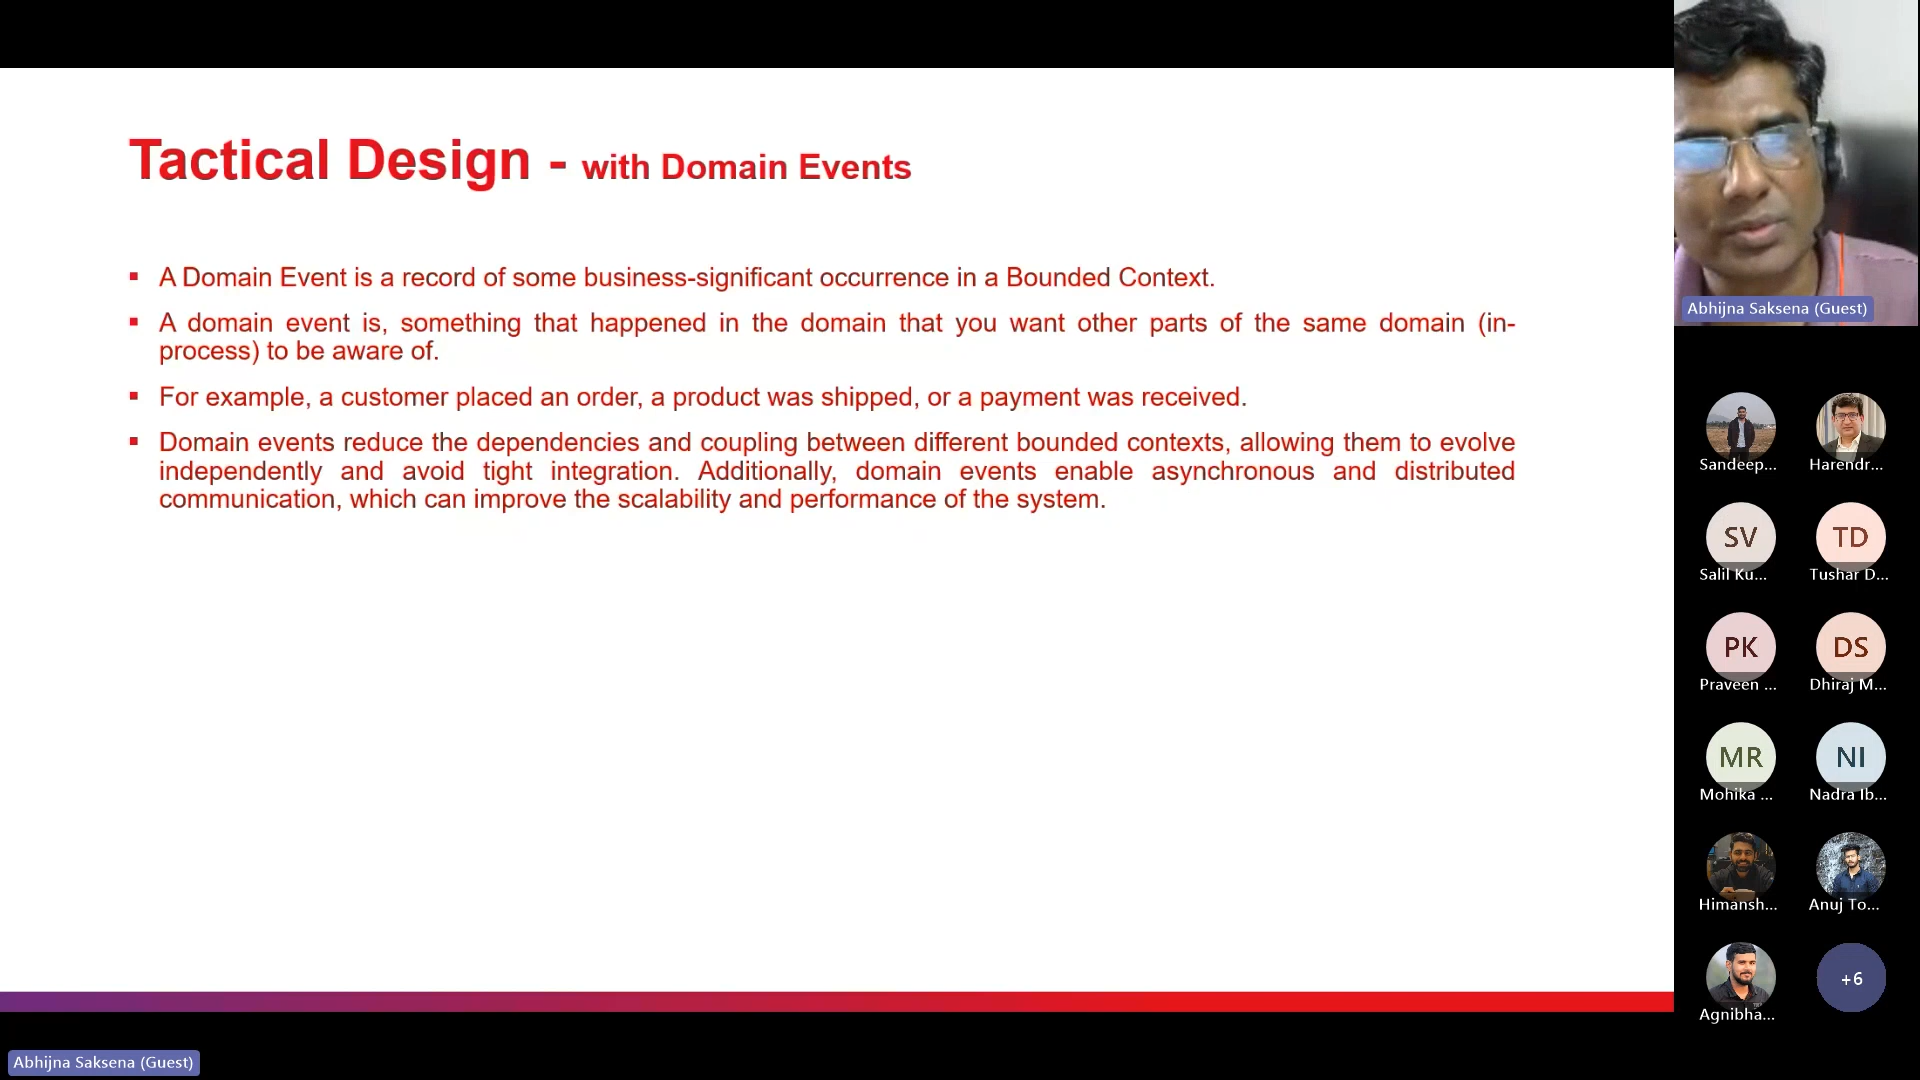 Tactical Design - with Domain Events
▪ A Domain Event is a record of some business-significant occurrence in a Bounded Context.
▪ A domain event is, something that happened in the domain that you want other parts of the same domain (in-
process) to be aware of.
▪ For example, a customer placed an order, a product was shipped, or a payment was received.
▪ Domain events reduce the dependencies and coupling between different bounded contexts, allowing them to evolve
independently and avoid tight integration. Additionally, domain events enable asynchronous and distributed
communication, which can improve the scalability and performance of the system.
Abhijna Saksena (Guest)
Sandeep... Harendr...
SV TD
Salil Ku... Tushar D...
PK DS
Praveen ... Dhiraj M...
MR NI
Mohika ... Nadra Ib...
Himansh... Anuj To...
+6
Agnibha...
Abhijna Saksena (Guest)